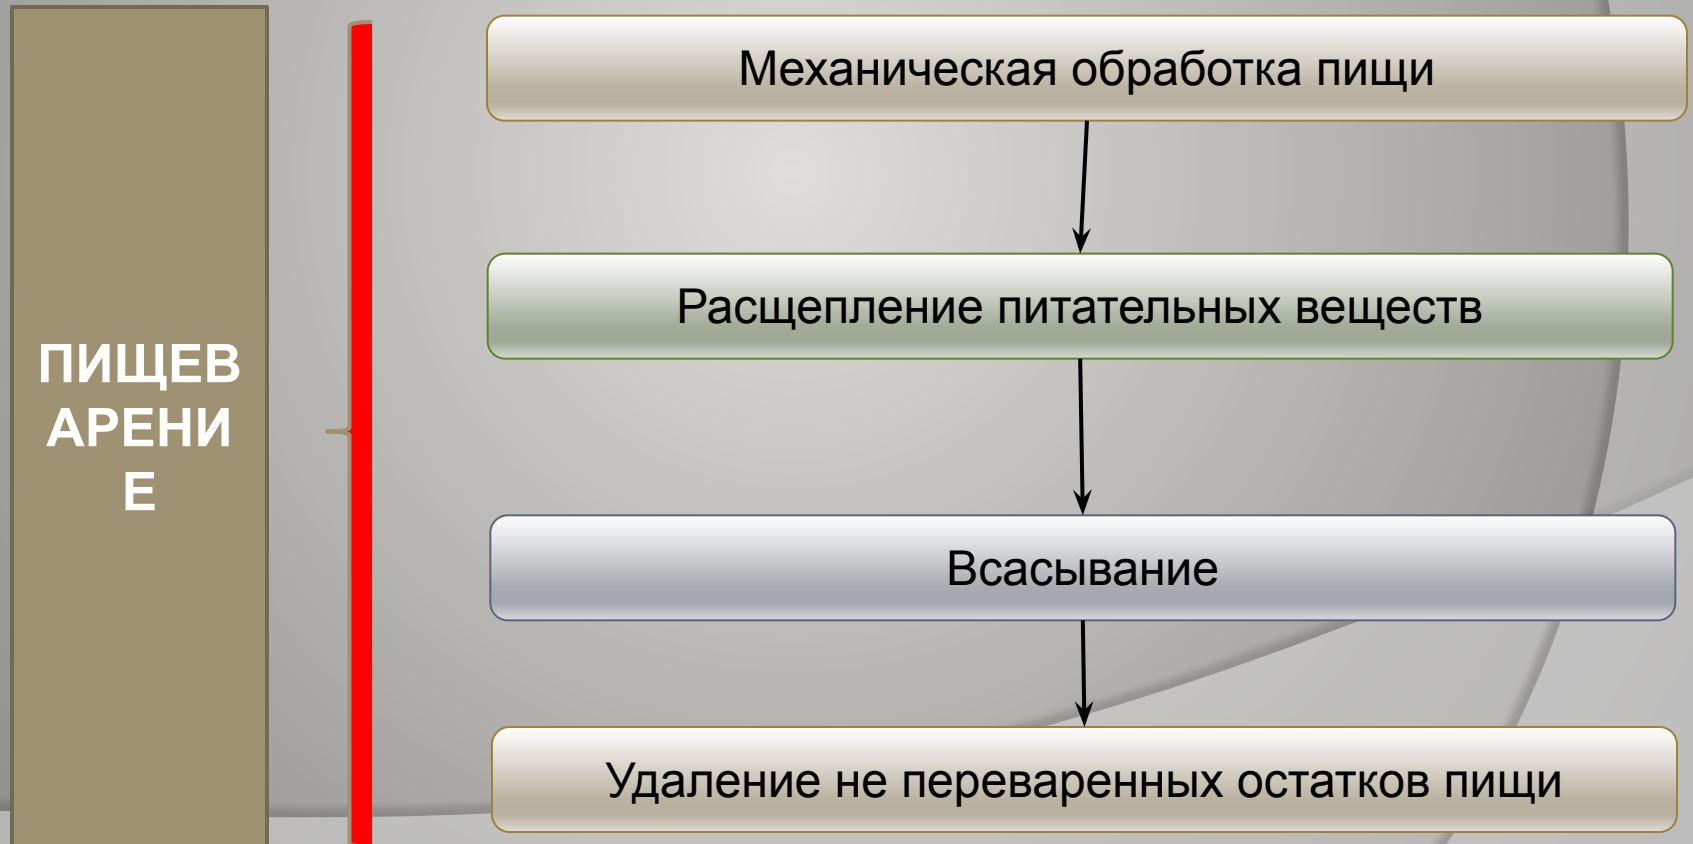 ПИЩЕВ
АРЕНИ
Е
Механическая обработка пищи
Расщепление питательных веществ
Всасывание
Удаление не переваренных остатков пищи